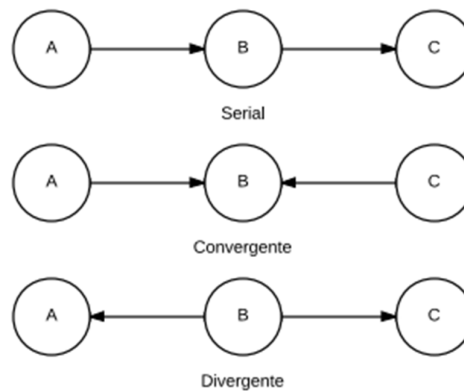 A B C
Serial
A B C
Convergente
A B C
Divergente